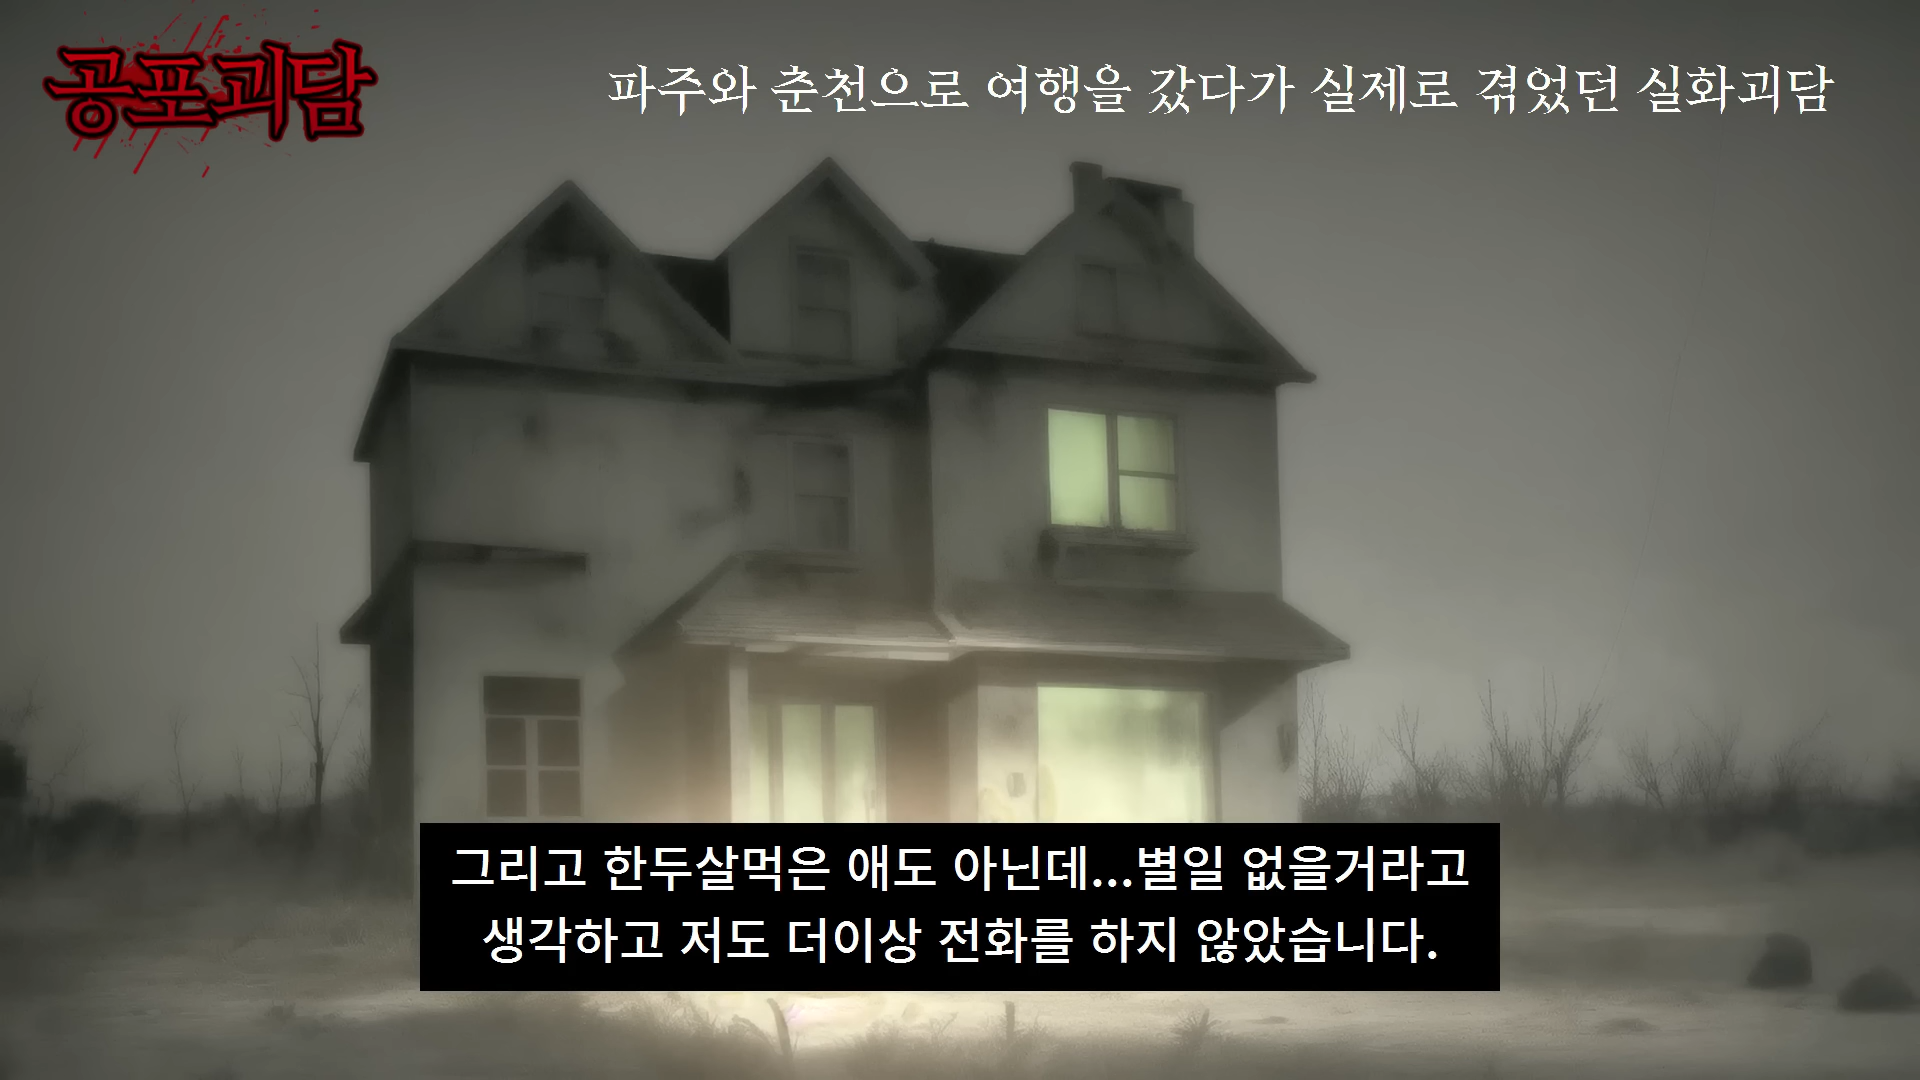 공포괴담
파주와 춘천으로 여행을 갔다가 실제로 겪었던 실화괴담
그리고 한두살먹은 애도 아닌데...별일 없을거라고
생각하고 저도 더이상 전화를 하지 않았습니다.